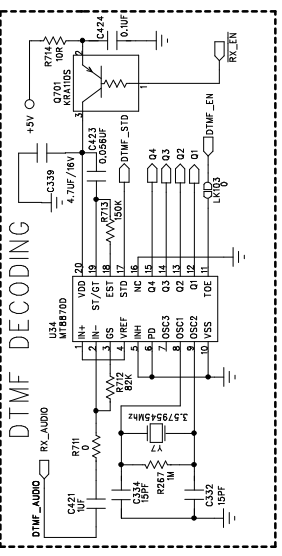 DTMF DECODING
C424
0.1UF
R714
10R
+5V
Q701
KRA110S
2
1
3
RX_EN
C339
4.7UF/16V
C423
0.056UF
R713
150K
DTMF_STD
Q4
Q3
Q2
Q1
DTMF_EN
LK103
0
U34
MT8870D
20 VDD
19 ST/GT
18 EST
17 STD
16 NC
15 Q4
14 Q3
13 Q2
12 Q1
11 TOE
1 IN+
2 IN-
3 GS
4 VREF
5 INH
6 PD
7 OSC3
8 OSC1
9 OSC2
10 VSS
R712
82K
RX_AUDIO
R711
0
DTMF_AUDIO
C421
1UF
3.579545Mhz
Y7
R267
1M
C334
15PF
C332
15PF